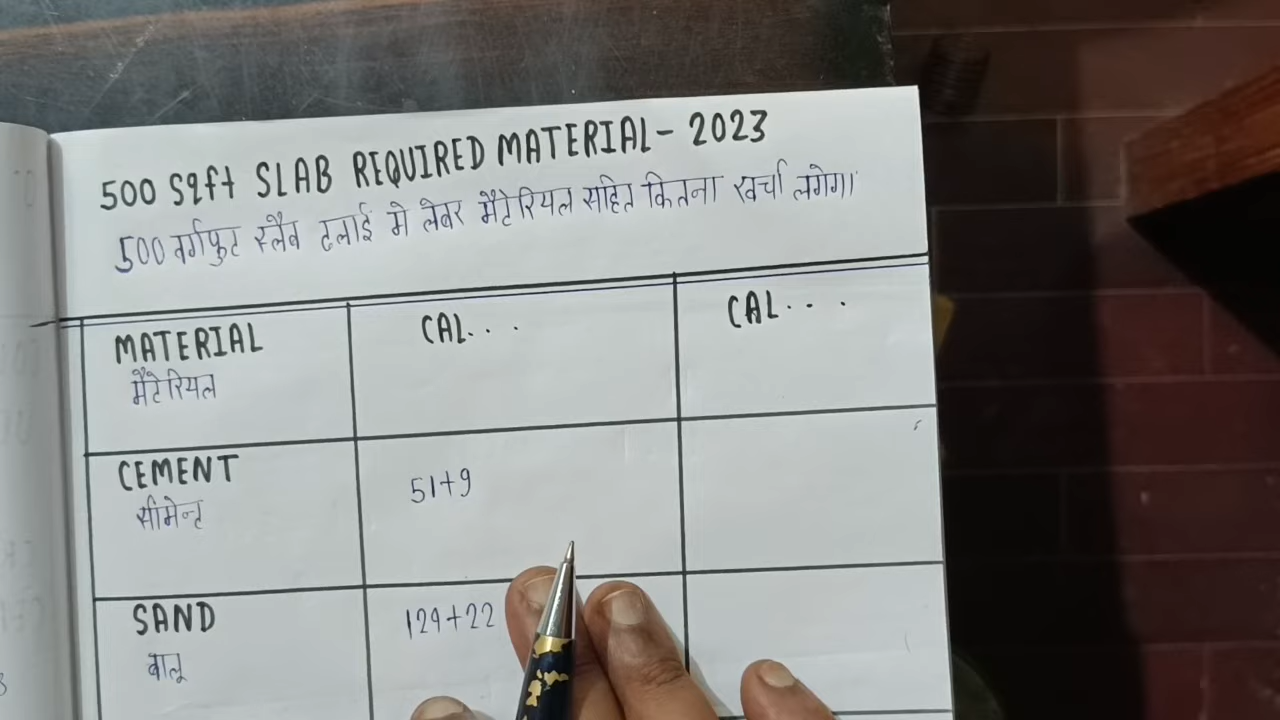 500 Sqft SLAB REQUIRED MATERIAL - 2023
500 वर्गफुट स्लैब ढलाई मे लेबर मैटेरियल सहित कितना खर्चा लगेगा
MATERIAL CAL... CAL...
मैटेरियल
CEMENT 51+9
सीमेन्ट
SAND 129+22
बालू